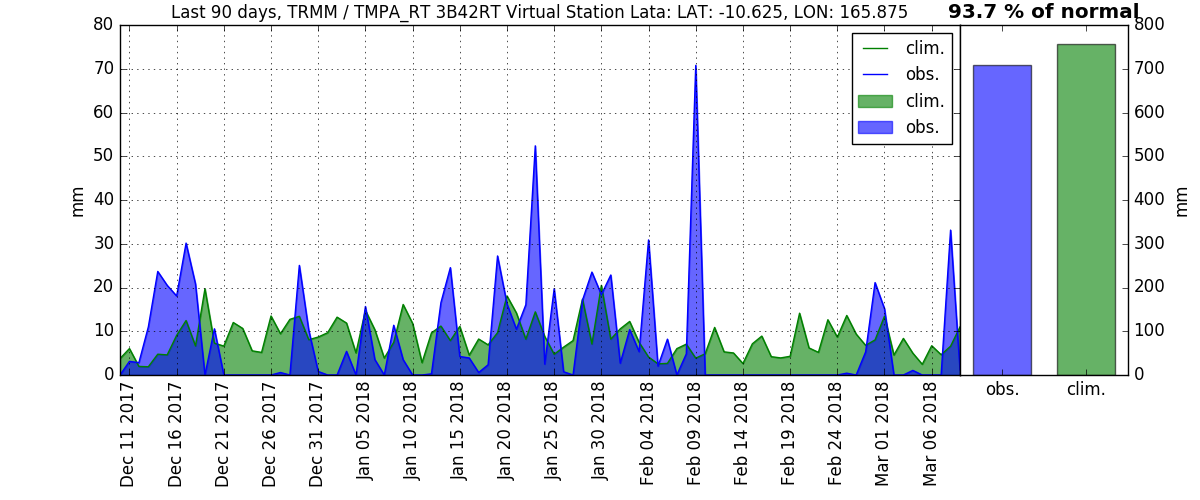 Last 90 days, TRMM / TMPA_RT 3B42RT Virtual Station Lata: LAT: -10.625, LON: 165.875
93.7 % of normal
80
70
60
50
40
30
20
10
0
mm
clim.
obs.
clim.
obs.
800
700
600
500
400
300
200
100
0
mm
obs.
clim.
Dec 11 2017
Dec 16 2017
Dec 21 2017
Dec 26 2017
Dec 31 2017
Jan 05 2018
Jan 10 2018
Jan 15 2018
Jan 20 2018
Jan 25 2018
Jan 30 2018
Feb 04 2018
Feb 09 2018
Feb 14 2018
Feb 19 2018
Feb 24 2018
Mar 01 2018
Mar 06 2018